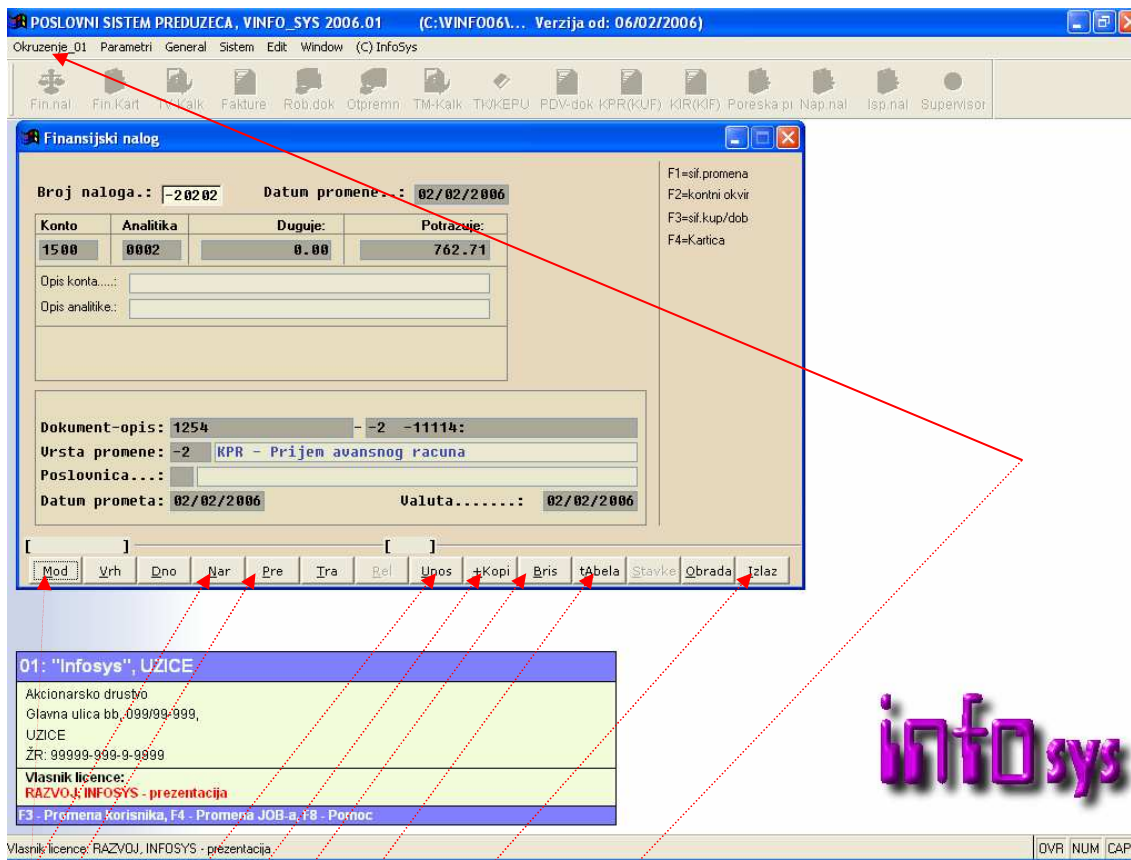 POSLOVNI SISTEM PREDUZECA, VINFO_SYS 2006.01 (C:\WINFO06\... Verzija od: 06/02/2006)
Okruzenje_01 Parametri General Sistem Edit Window (C) InfoSys
Fin.nal Fin.Kart TV-Kalk Fakture Rob.dok Otpremn TM-Kalk TK/KEPU PDV-dok KPR(KUF) KIR(KIF) Poreska pi Nap.nal Isp.nal Supervisor
Finansijski nalog
Broj naloga.: -20202 Datum promene..: 02/02/2006
Konto Analitika Duguje: Potrazuje:
1500 0002 0.00 762.71
Opis konta.....:
Opis analitike.:
F1=sif.promena
F2=kontni okvir
F3=sif.kup/dob
F4=Kartica
Dokument-opis: 1254 - -2 -11114:
Vrsta promene: -2 KPR - Prijem avansnog racuna
Poslovnica...:
Datum prometa: 02/02/2006 Valuta.......: 02/02/2006
[ ] [ ]
Mod Vrh Dno Nar Pre Tra Rel Upos +Kopi Bris tAbela Stavke Obrada Izlaz
01: "Infosys", UZICE
Akcionarsko drustvo
Glavna ulica bb, 099/99-999,
UZICE
ŽR: 99999-999-9-9999
Vlasnik licence:
RAZVOJ, INFOSYS - prezentacija
F3 - Promena korisnika, F4 - Promena JOB-a, F8 - Pomoc
infosys
Vlasnik licence: RAZVOJ, INFOSYS - prezentacija OVR NUM CAP